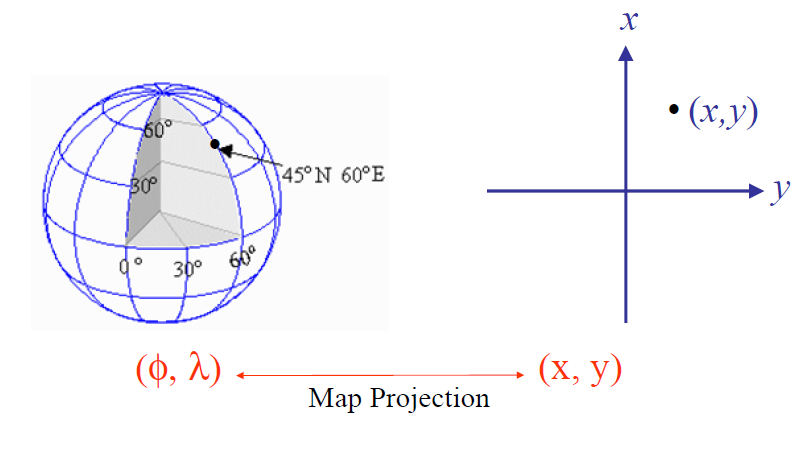 x
60°
(x,y)
45°N 60°E
30°
y
0°
30°
60°
(ϕ, λ)
(x, y)
Map Projection